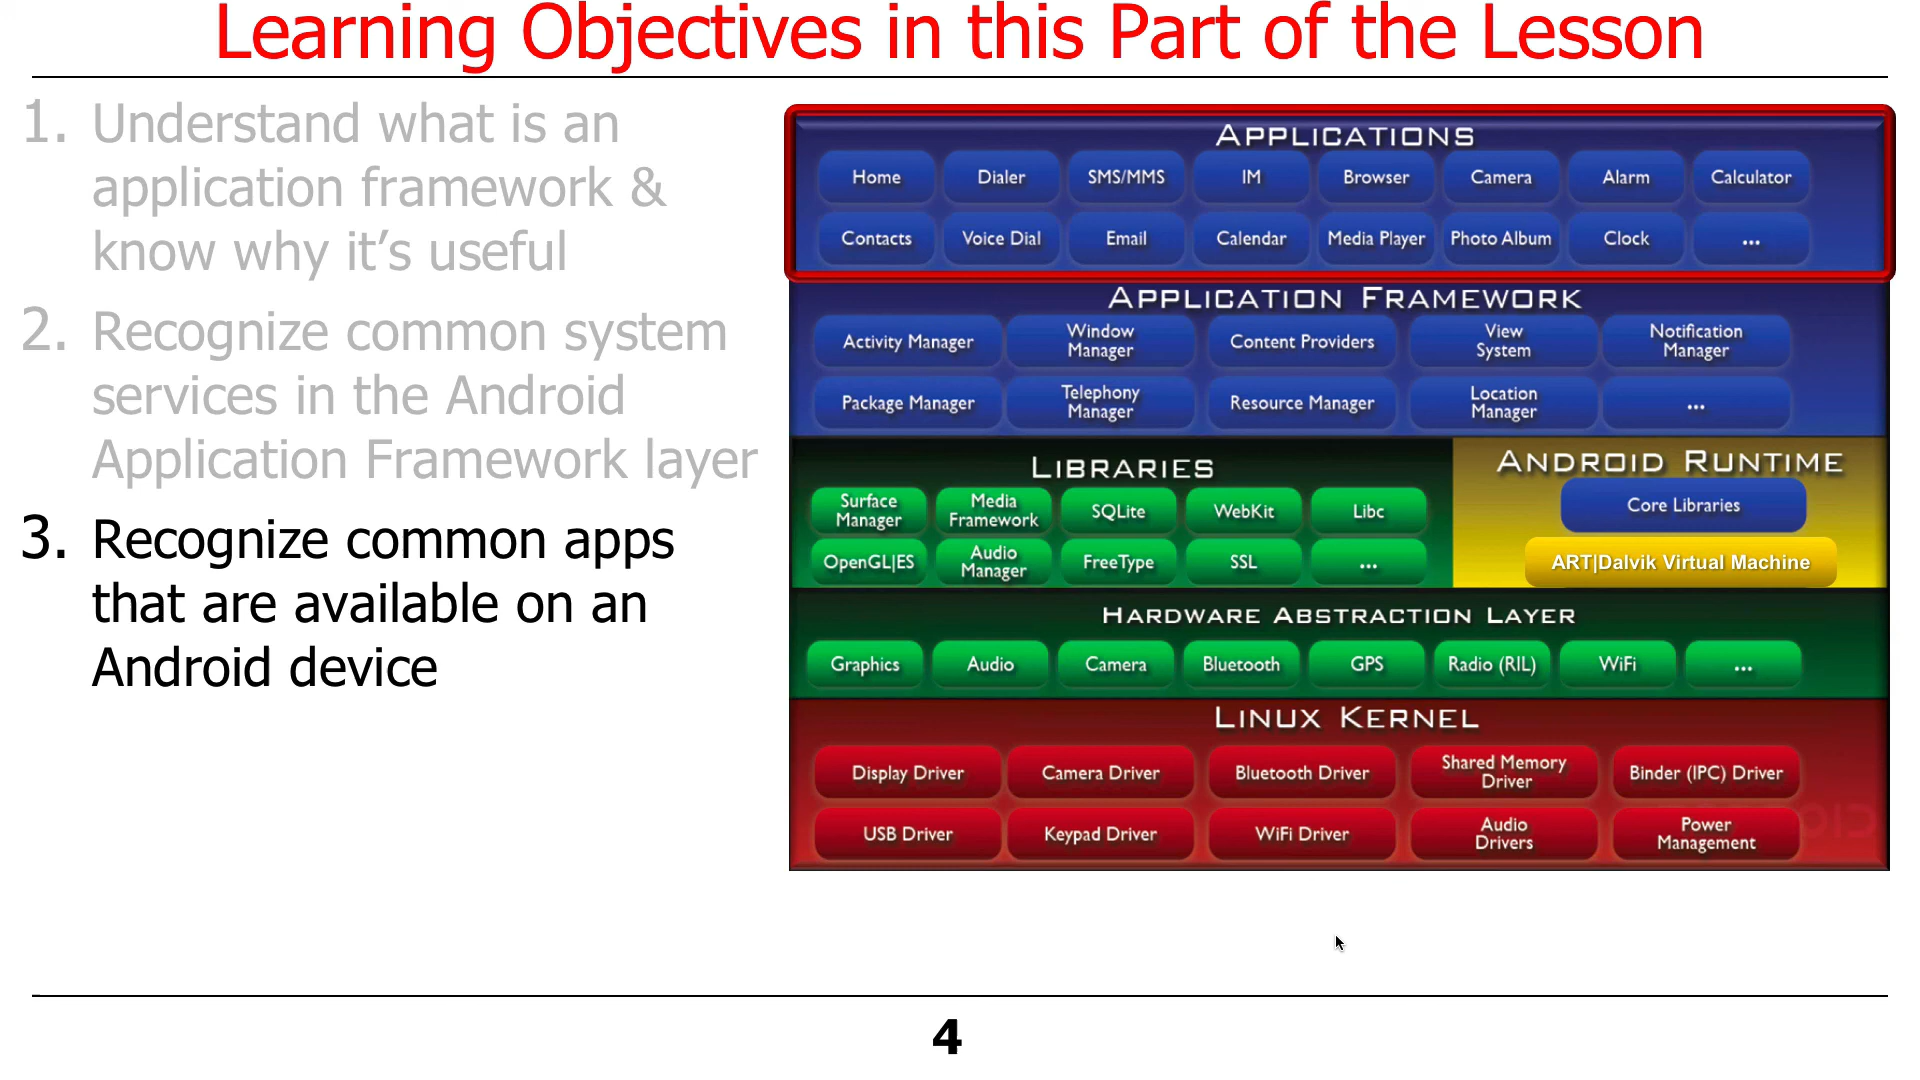 Learning Objectives in this Part of the Lesson
1. Understand what is an
application framework &
know why it’s useful
2. Recognize common system
services in the Android
Application Framework layer
3. Recognize common apps
that are available on an
Android device
APPLICATIONS
Home Dialer SMS/MMS IM Browser Camera Alarm Calculator
Contacts Voice Dial Email Calendar Media Player Photo Album Clock ...
APPLICATION FRAMEWORK
Activity Manager
Window
Manager
Content Providers
View
System
Notification
Manager
Package Manager
Telephony
Manager
Resource Manager
Location
Manager
...
LIBRARIES
Surface
Manager
Media
Framework
SQLite
WebKit
Libc
OpenGL|ES
Audio
Manager
FreeType
SSL
...
ANDROID RUNTIME
Core Libraries
ART|Dalvik Virtual Machine
HARDWARE ABSTRACTION LAYER
Graphics Audio Camera Bluetooth GPS Radio (RIL) WiFi ...
LINUX KERNEL
Display Driver
Camera Driver
Bluetooth Driver
Shared Memory
Driver
Binder (IPC) Driver
USB Driver
Keypad Driver
WiFi Driver
Audio
Drivers
Power
Management
4